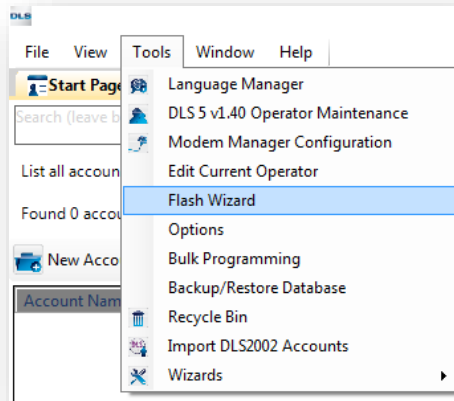 DLS
File View Tools Window Help
Start Page
Search (leave b
List all accoun
Found 0 accou
New Acco
Account Nam
Language Manager
DLS 5 v1.40 Operator Maintenance
Modem Manager Configuration
Edit Current Operator
Flash Wizard
Options
Bulk Programming
Backup/Restore Database
Recycle Bin
Import DLS2002 Accounts
Wizards